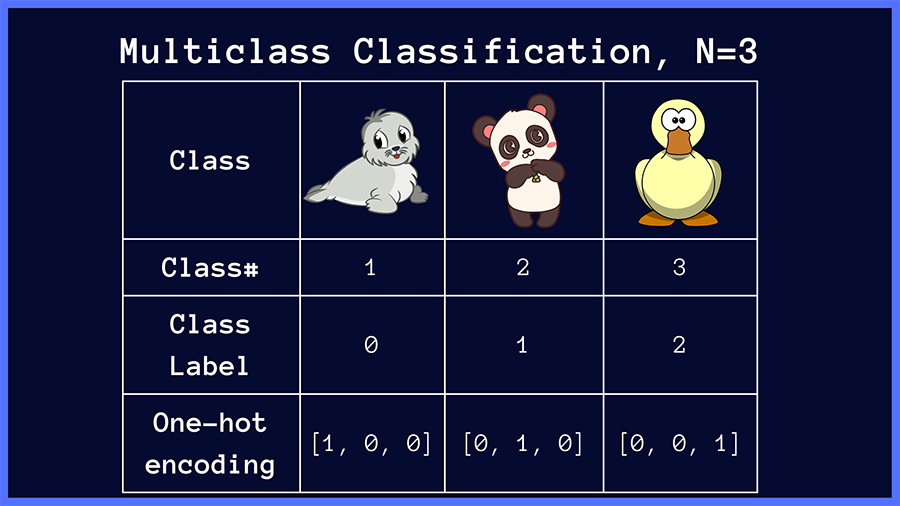 Multiclass Classification, N=3
Class
Class# 1 2 3
Class
Label 0 1 2
One-hot
encoding [1, 0, 0] [0, 1, 0] [0, 0, 1]